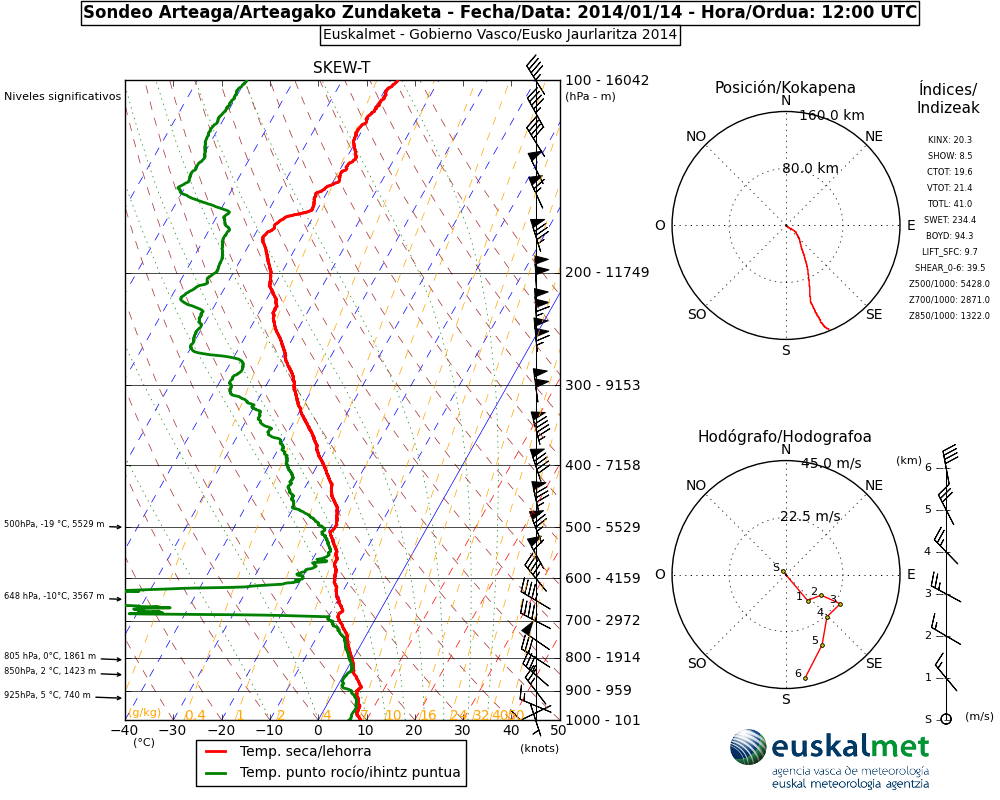 Sondeo Arteaga/Arteagako Zundaketa - Fecha/Data: 2014/01/14 - Hora/Ordua: 12:00 UTC
Euskalmet - Gobierno Vasco/Eusko Jaurlaritza 2014
SKEW-T
Niveles significativos
100 - 16042
(hPa - m)
200 - 11749
300 - 9153
400 - 7158
500 - 5529
600 - 4159
700 - 2972
800 - 1914
900 - 959
1000 - 101
500hPa, -19 °C, 5529 m
648 hPa, -10°C, 3567 m
805 hPa, 0°C, 1861 m
850hPa, 2 °C, 1423 m
925hPa, 5 °C, 740 m
(g/kg) 0.4 1 2 4 7 10 16 24 32 40
−40 −30 −20 −10 0 10 20 30 40 50
(°C)
(knots)
Temp. seca/lehorra
Temp. punto rocío/ihintz puntua
Posición/Kokapena
N
160.0 km
NO
NE
80.0 km
O
E
SO
SE
S
Índices/
Indizeak
KINX: 20.3
SHOW: 8.5
CTOT: 19.6
VTOT: 21.4
TOTL: 41.0
SWET: 234.4
BOYD: 94.3
LIFT_SFC: 9.7
SHEAR_0-6: 39.5
Z500/1000: 5428.0
Z700/1000: 2871.0
Z850/1000: 1322.0
Hodógrafo/Hodografoa
N
45.0 m/s
NO
NE
22.5 m/s
O
E
S
1
2
3
4
5
6
SO
SE
S
(km)
6
5
4
3
2
1
S
(m/s)
euskalmet
agencia vasca de meteorología
euskal meteorologia agentzia